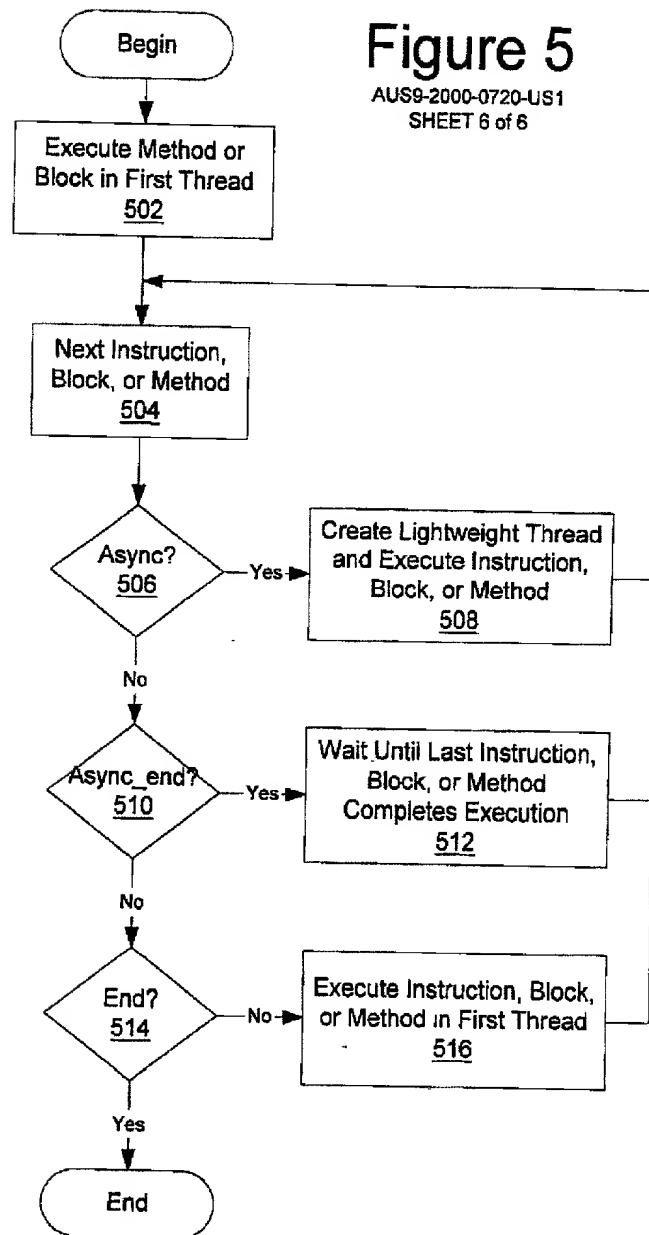 Begin
Figure 5
AUS9-2000-0720-US1
SHEET 6 of 6
Execute Method or
Block in First Thread
502
Next Instruction,
Block, or Method
504
Async?
506
Yes
Create Lightweight Thread
and Execute Instruction,
Block, or Method
508
No
Async_end?
510
Yes
Wait Until Last Instruction,
Block, or Method
Completes Execution
512
No
End?
514
No
Execute Instruction, Block,
or Method in First Thread
516
Yes
End